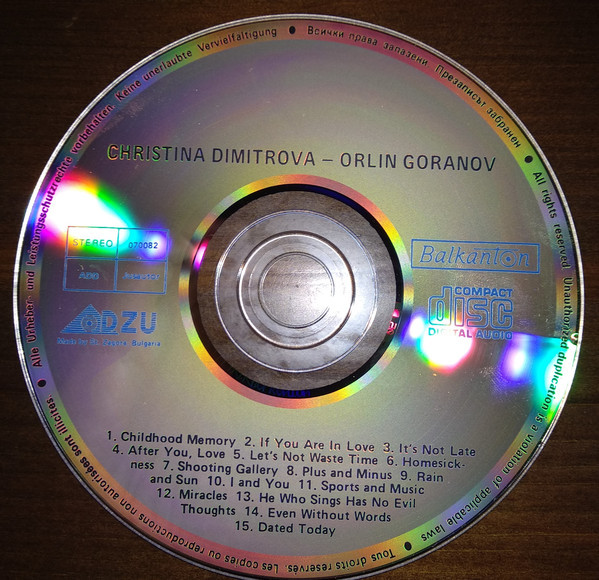 Alle Urheber- und Leistungsschutzrechte vorbehalten. Keine unerlaubte Vervielfaltigung • Всички права запазени. Презаписът забранен • All rights reserved Unauthorized duplication is a violation of applicable laws • Tous droits réservés. Les copies ou reproductions non autorisées sont illicites. •
CHRISTINA DIMITROVA – ORLIN GORANOV
STEREO 070082
ADD
Balkanton
COMPACT
disc
DIGITAL AUDIO
DZU
Made by St. Zagora, Bulgaria
1. Childhood Memory 2. If You Are In Love 3. It's Not Late
4. After You, Love 5. Let's Not Waste Time 6. Homesick-
ness 7. Shooting Gallery 8. Plus and Minus 9. Rain
and Sun 10. I and You 11. Sports and Music
12. Miracles 13. He Who Sings Has No Evil
Thoughts 14. Even Without Words
15. Dated Today